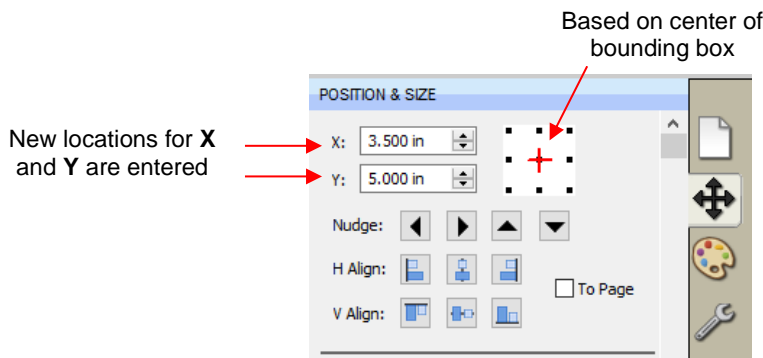 Based on center of
bounding box
POSITION & SIZE
New locations for X
and Y are entered
X: 3.500 in
Y: 5.000 in
Nudge:
H Align:
To Page
V Align: